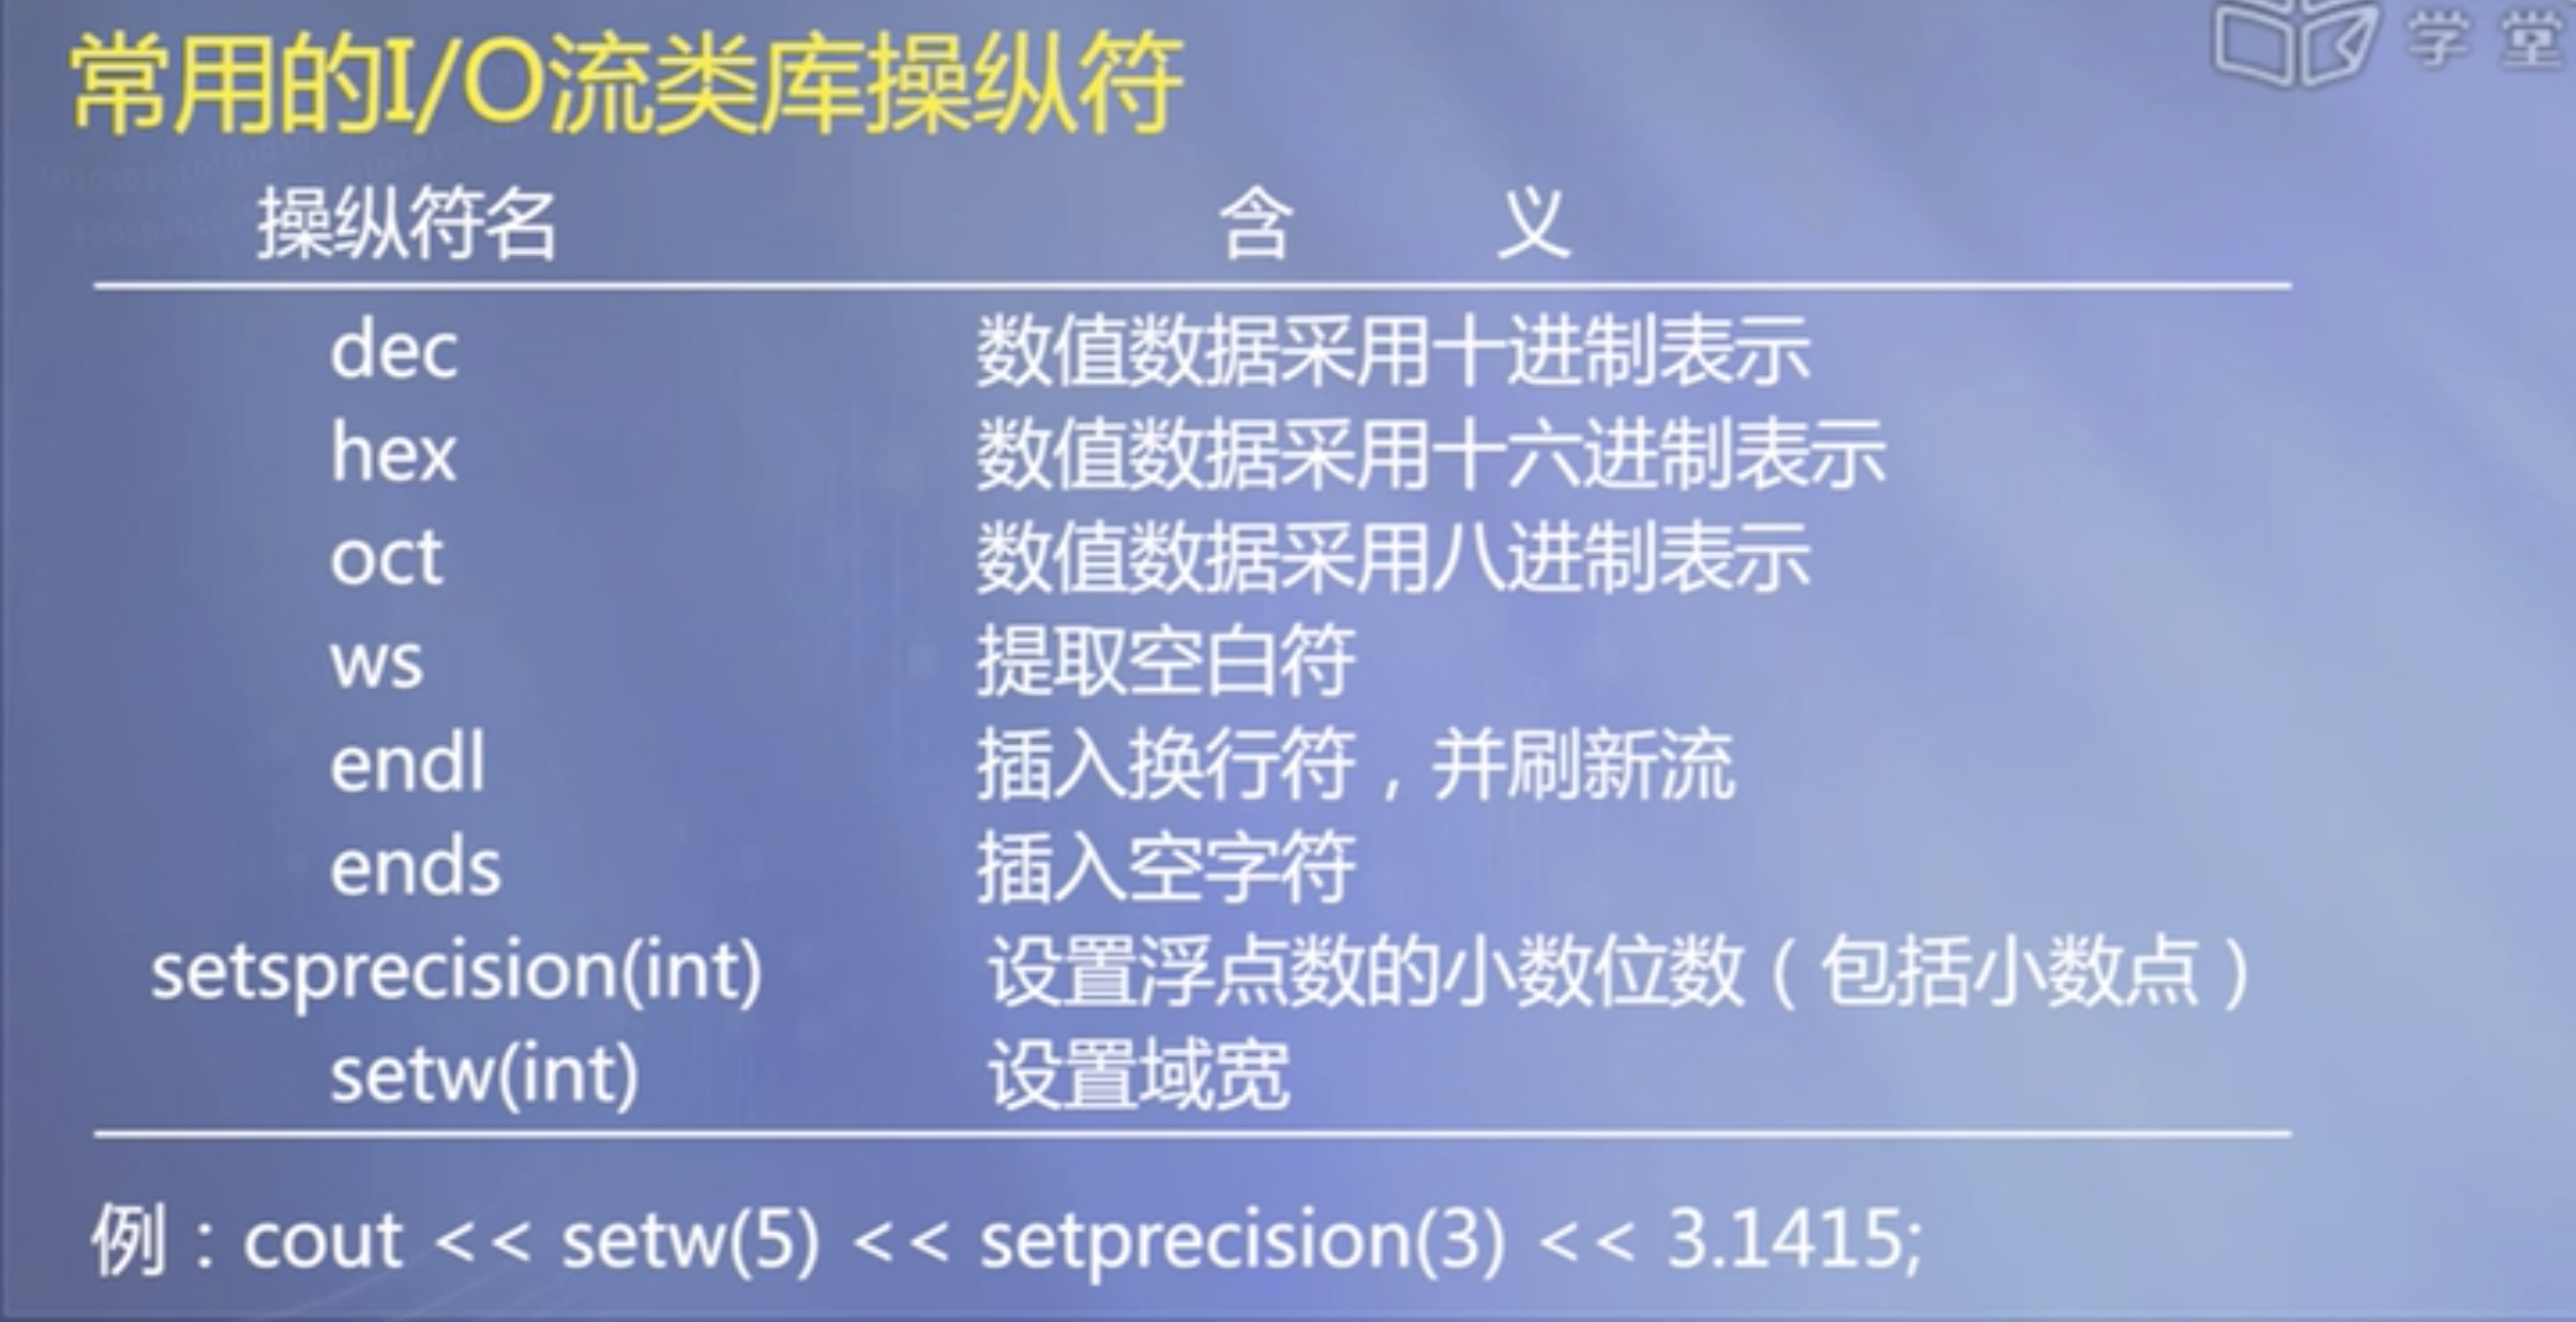 学堂
常用的I/O流类库操纵符
操纵符名 含 义
dec 数值数据采用十进制表示
hex 数值数据采用十六进制表示
oct 数值数据采用八进制表示
ws 提取空白符
endl 插入换行符，并刷新流
ends 插入空字符
setsprecision(int) 设置浮点数的小数位数（包括小数点）
setw(int) 设置域宽
例：cout << setw(5) << setprecision(3) << 3.1415;